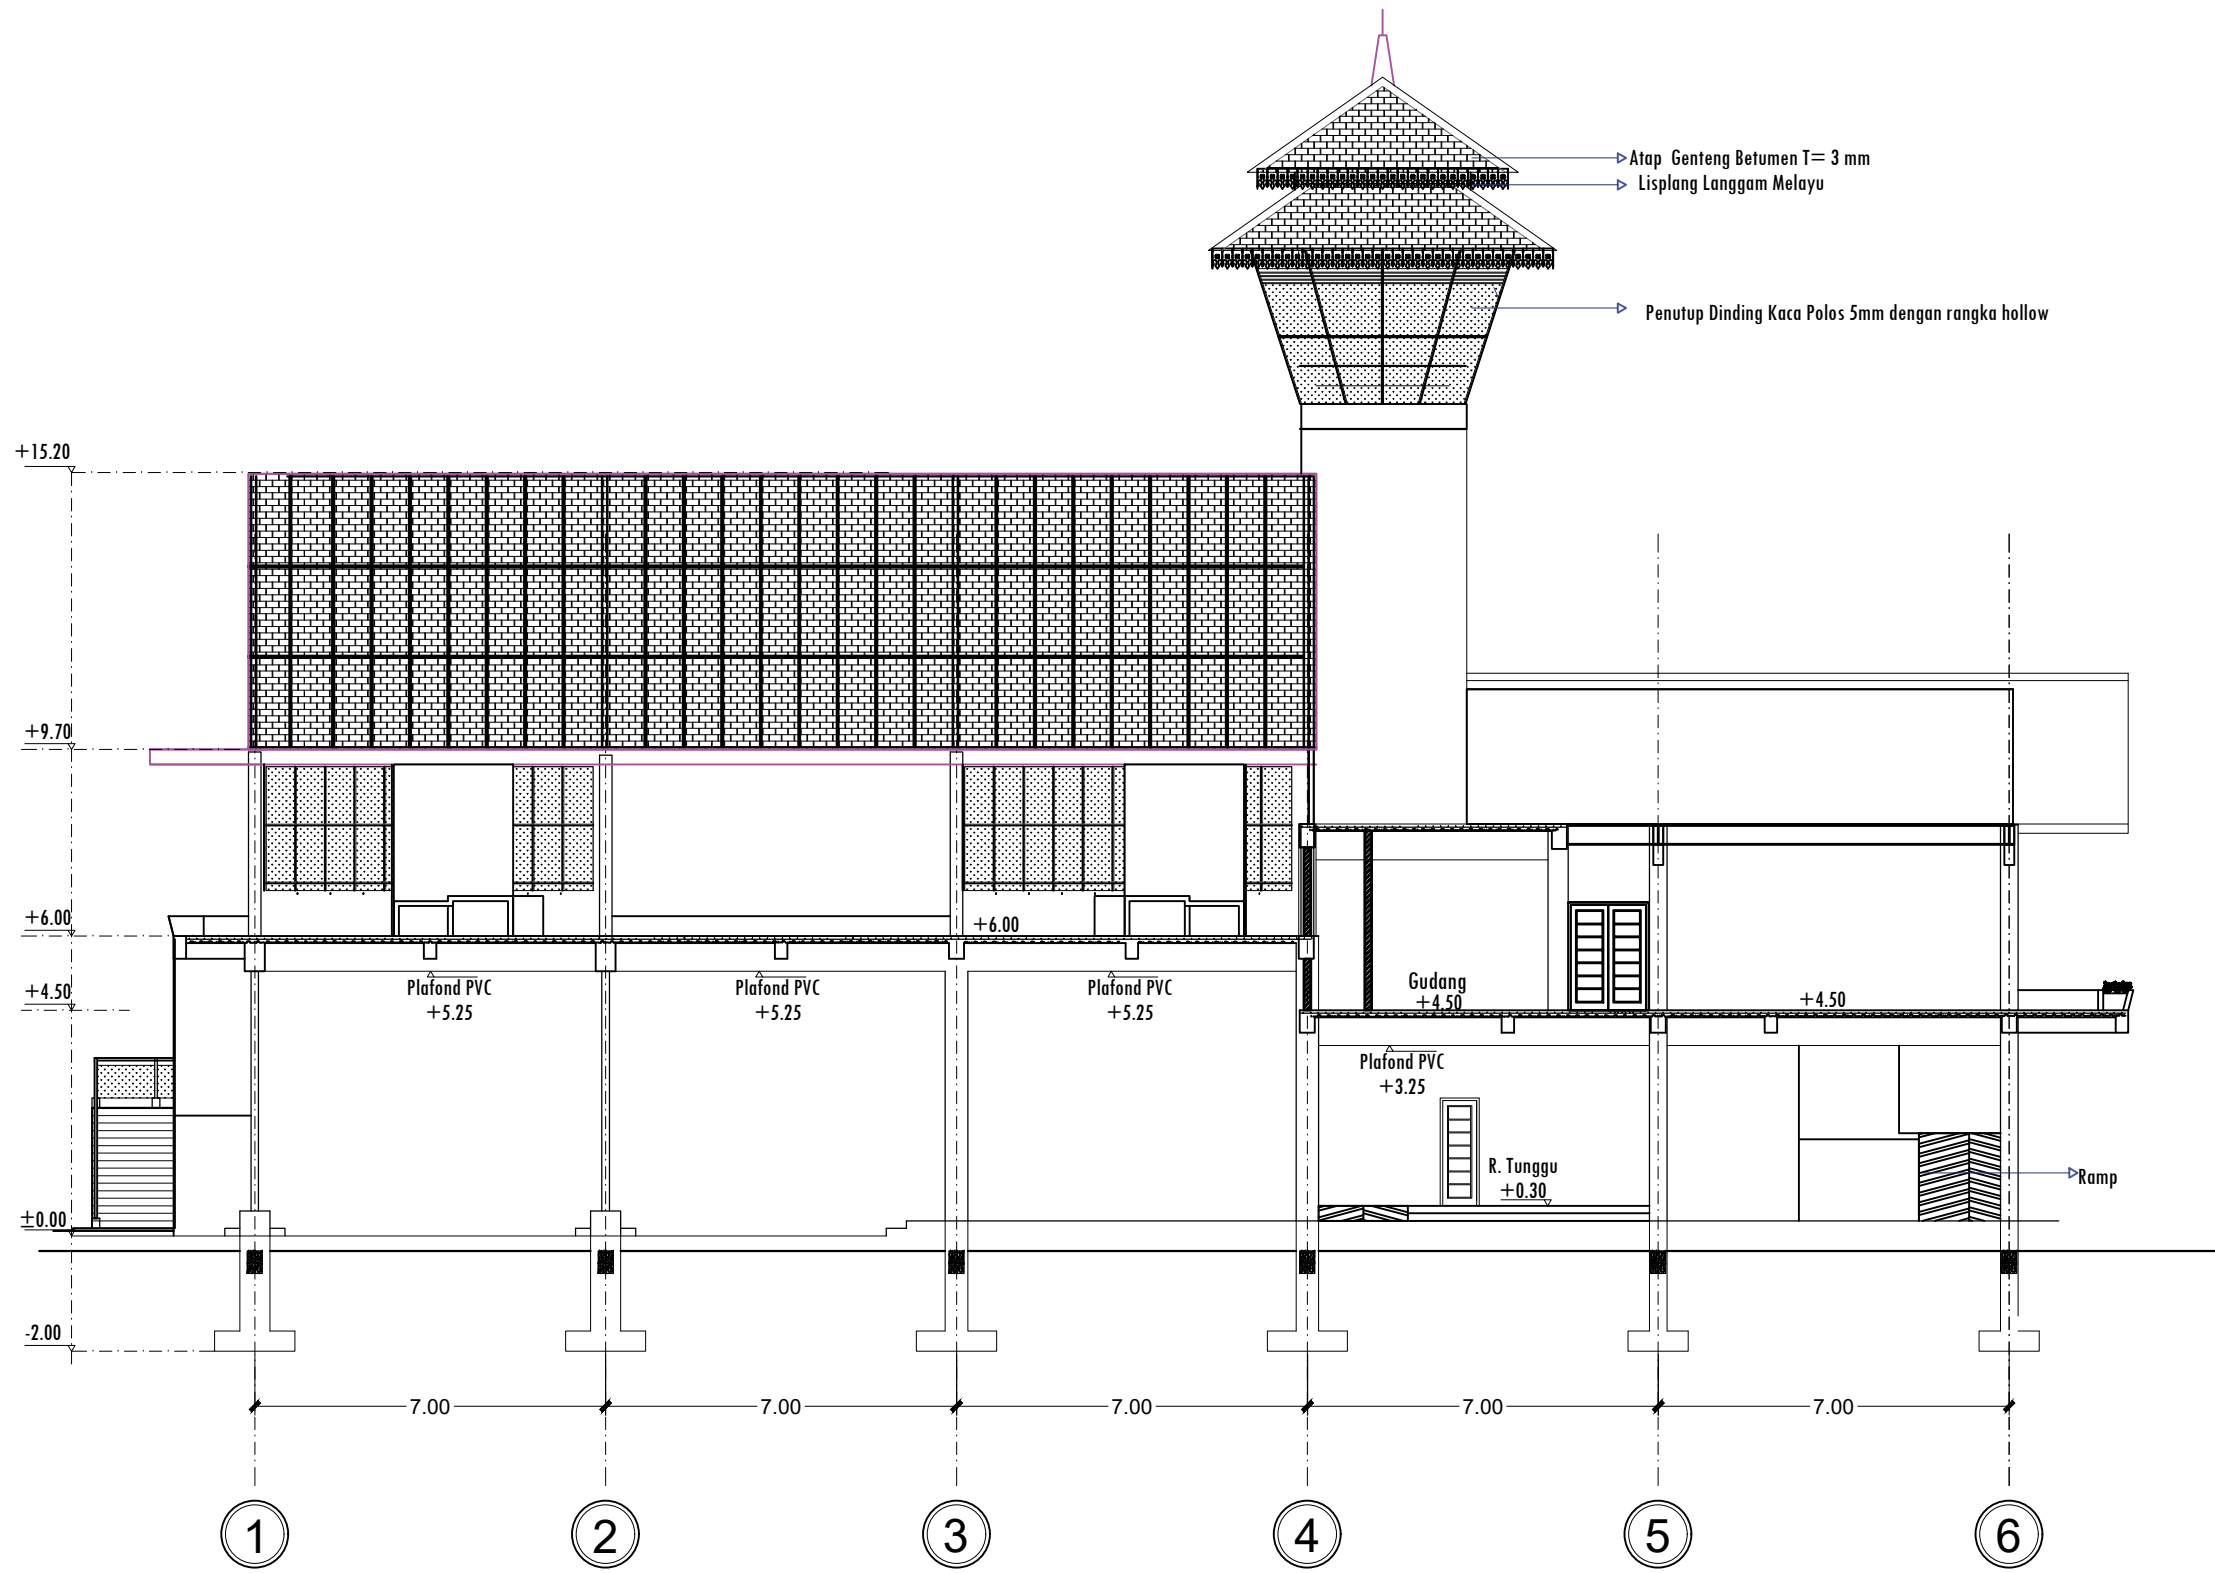 Atap Genteng Betumen T= 3 mm
Lisplang Langgam Melayu
Penutup Dinding Kaca Polos 5mm dengan rangka hollow
+15.20
+9.70
+6.00
+6.00
+4.50
Plafond PVC
+5.25
Plafond PVC
+5.25
Plafond PVC
+5.25
Gudang
+4.50
+4.50
Plafond PVC
+3.25
R. Tunggu
+0.30
Ramp
±0.00
-2.00
7.00
7.00
7.00
7.00
7.00
1
2
3
4
5
6